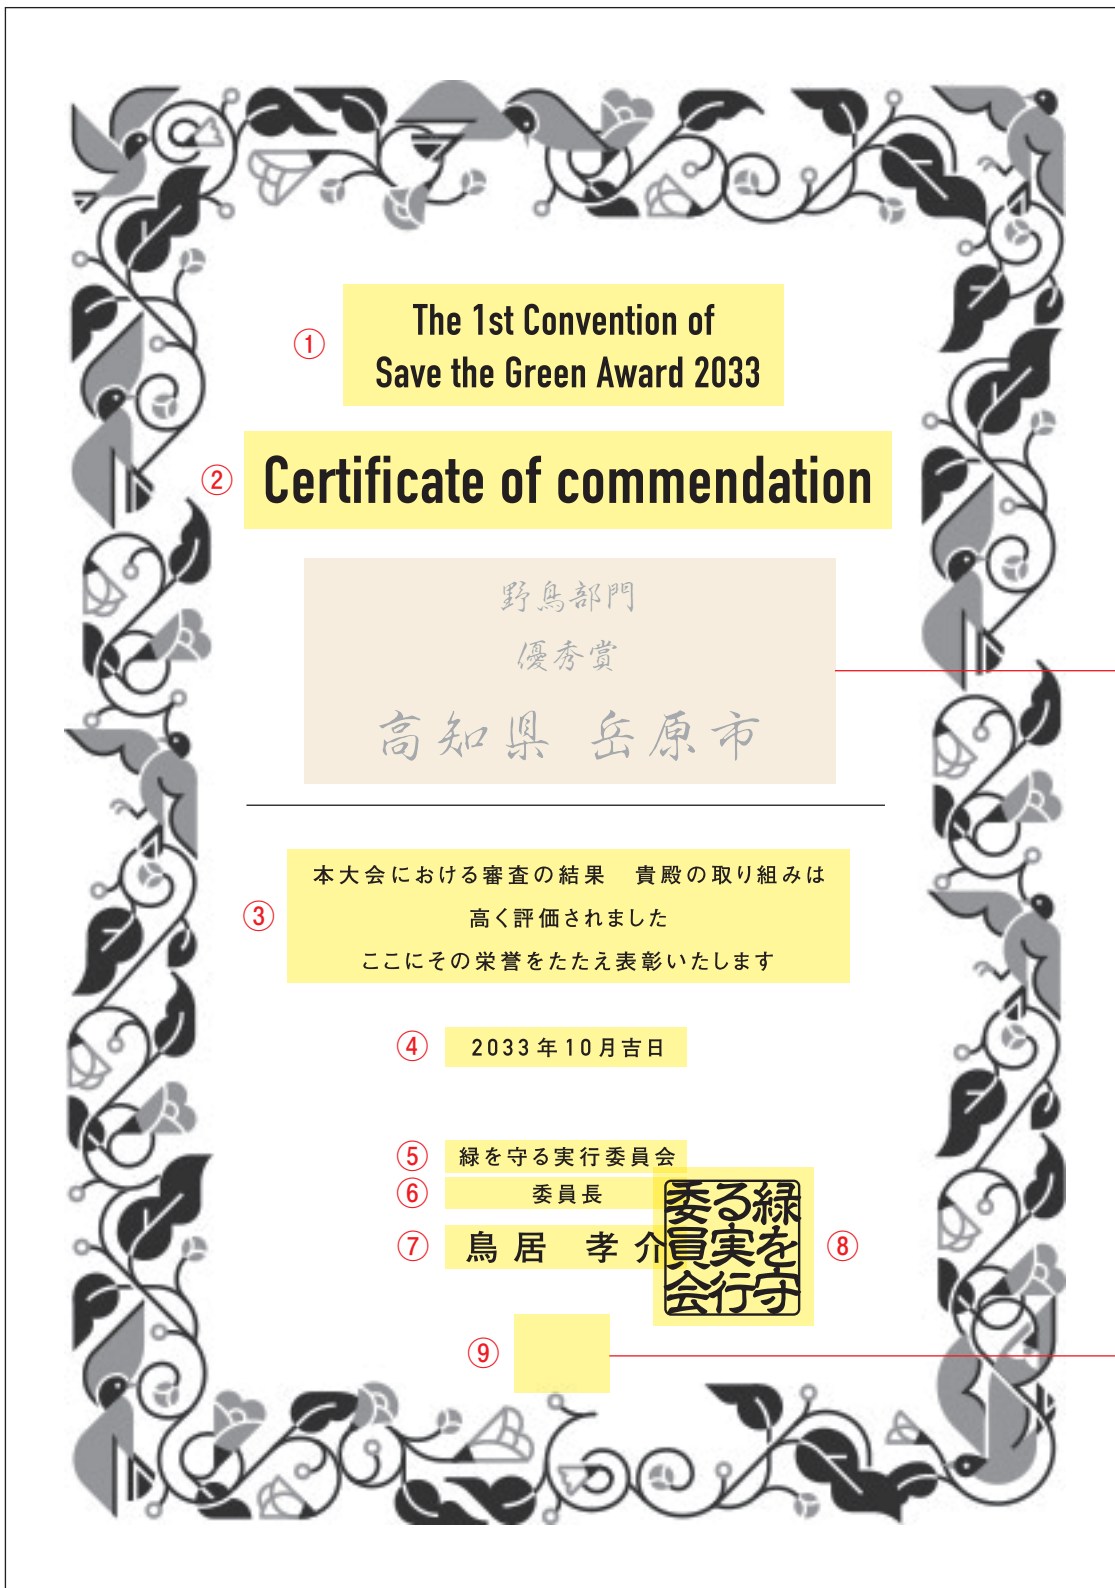 ①
The 1st Convention of
Save the Green Award 2033
②
Certificate of commendation
野鳥部門
優秀賞
高知県 岳原市
③
本大会における審査の結果　貴殿の取り組みは
高く評価されました
ここにその栄誉をたたえ表彰いたします
④
2033年10月吉日
⑤
緑を守る実行委員会
⑥
委員長
⑦
鳥居　孝介
緑を守
る実行
委員会
⑧
⑨